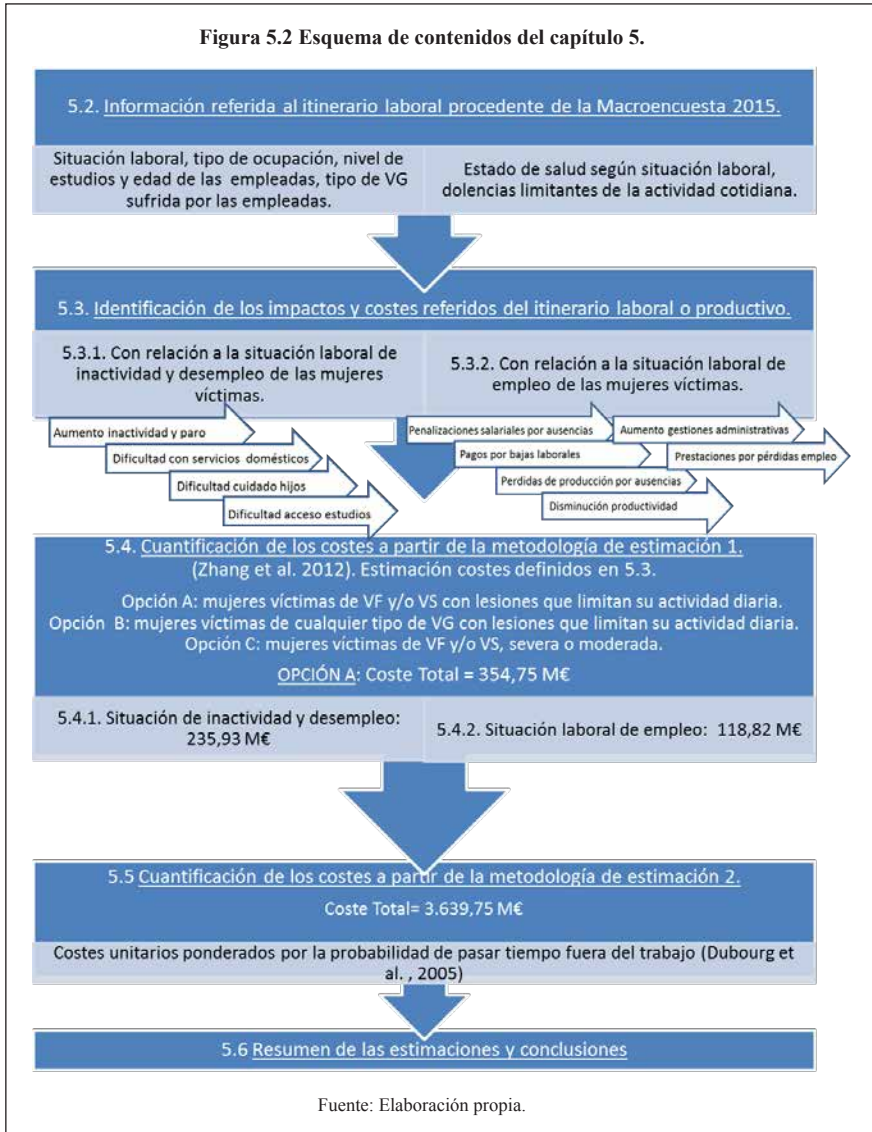 Figura 5.2 Esquema de contenidos del capítulo 5.
5.2. Información referida al itinerario laboral procedente de la Macroencuesta 2015.
Situación laboral, tipo de ocupación, nivel de
estudios y edad de las empleadas, tipo de VG
sufrida por las empleadas.
Estado de salud según situación laboral,
dolencias limitantes de la actividad cotidiana.
5.3. Identificación de los impactos y costes referidos del itinerario laboral o productivo.
5.3.1. Con relación a la situación laboral de
inactividad y desempleo de las mujeres
víctimas.
5.3.2. Con relación a la situación laboral de
empleo de las mujeres víctimas.
Aumento inactividad y paro
Dificultad con servicios domésticos
Dificultad cuidado hijos
Dificultad acceso estudios
Penalizaciones salariales por ausencias
Pagos por bajas laborales
Perdidas de producción por ausencias
Disminución productividad
Aumento gestiones administrativas
Prestaciones por pérdidas empleo
5.4. Cuantificación de los costes a partir de la metodología de estimación 1.
(Zhang et al. 2012). Estimación costes definidos en 5.3.
Opción A: mujeres víctimas de VF y/o VS con lesiones que limitan su actividad diaria.
Opción B: mujeres víctimas de cualquier tipo de VG con lesiones que limitan su actividad diaria.
Opción C: mujeres víctimas de VF y/o VS, severa o moderada.
OPCIÓN A: Coste Total = 354,75 M€
5.4.1. Situación de inactividad y desempleo:
235,93 M€
5.4.2. Situación laboral de empleo: 118,82 M€
5.5 Cuantificación de los costes a partir de la metodología de estimación 2.
Coste Total= 3.639,75 M€
Costes unitarios ponderados por la probabilidad de pasar tiempo fuera del trabajo (Dubourg et
al. , 2005)
5.6 Resumen de las estimaciones y conclusiones
Fuente: Elaboración propia.